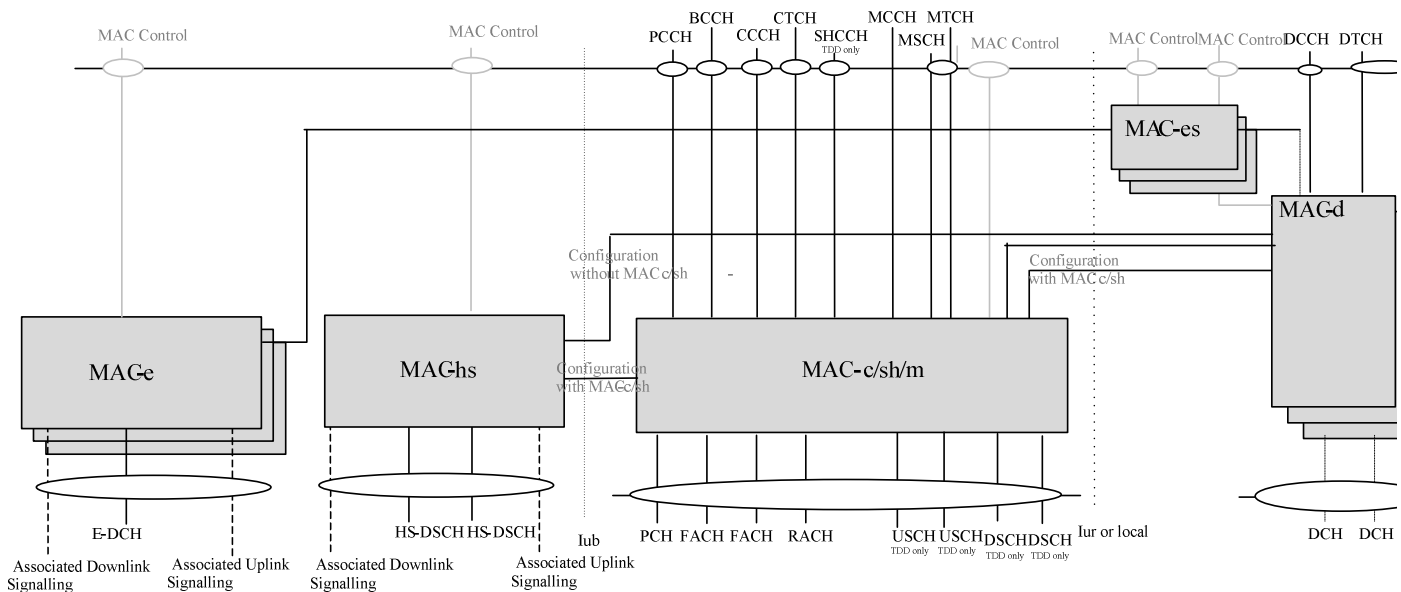 BCCH
CTCH
MCCH
MTCH
MAC Control
MAC Control
PCCH
CCCH
SHCCH
TDD only
MSCH
MAC Control
MAC Control
MAC Control
DCCH
DTCH
MAC-es
MAC-d
Configuration
without MAC c/sh
-
Configuration
with MAC c/sh
MAC-e
MAC-hs
Configuration
with MAC-c/sh
MAC-c/sh/m
E-DCH
HS-DSCH
HS-DSCH
Iub
PCH
FACH
FACH
RACH
USCH
TDD only
USCH
TDD only
DSCH
TDD only
DSCH
TDD only
Iur or local
DCH
DCH
Associated Downlink
Signalling
Associated Uplink
Signalling
Associated Downlink
Signalling
Associated Uplink
Signalling